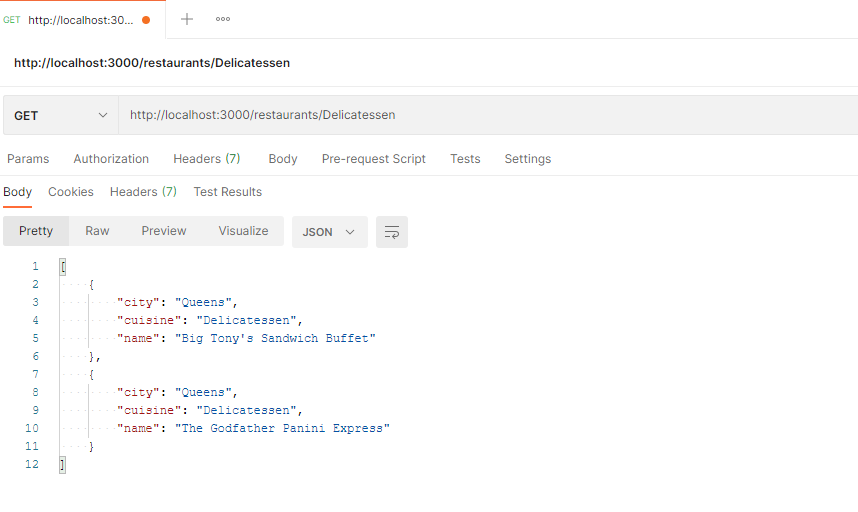 GET http://localhost:30... + ooo
http://localhost:3000/restaurants/Delicatessen
GET http://localhost:3000/restaurants/Delicatessen
Params Authorization Headers (7) Body Pre-request Script Tests Settings
Body Cookies Headers (7) Test Results
Pretty Raw Preview Visualize JSON
1 [
2 {
3 "city": "Queens",
4 "cuisine": "Delicatessen",
5 "name": "Big Tony's Sandwich Buffet"
6 },
7 {
8 "city": "Queens",
9 "cuisine": "Delicatessen",
10 "name": "The Godfather Panini Express"
11 }
12 ]